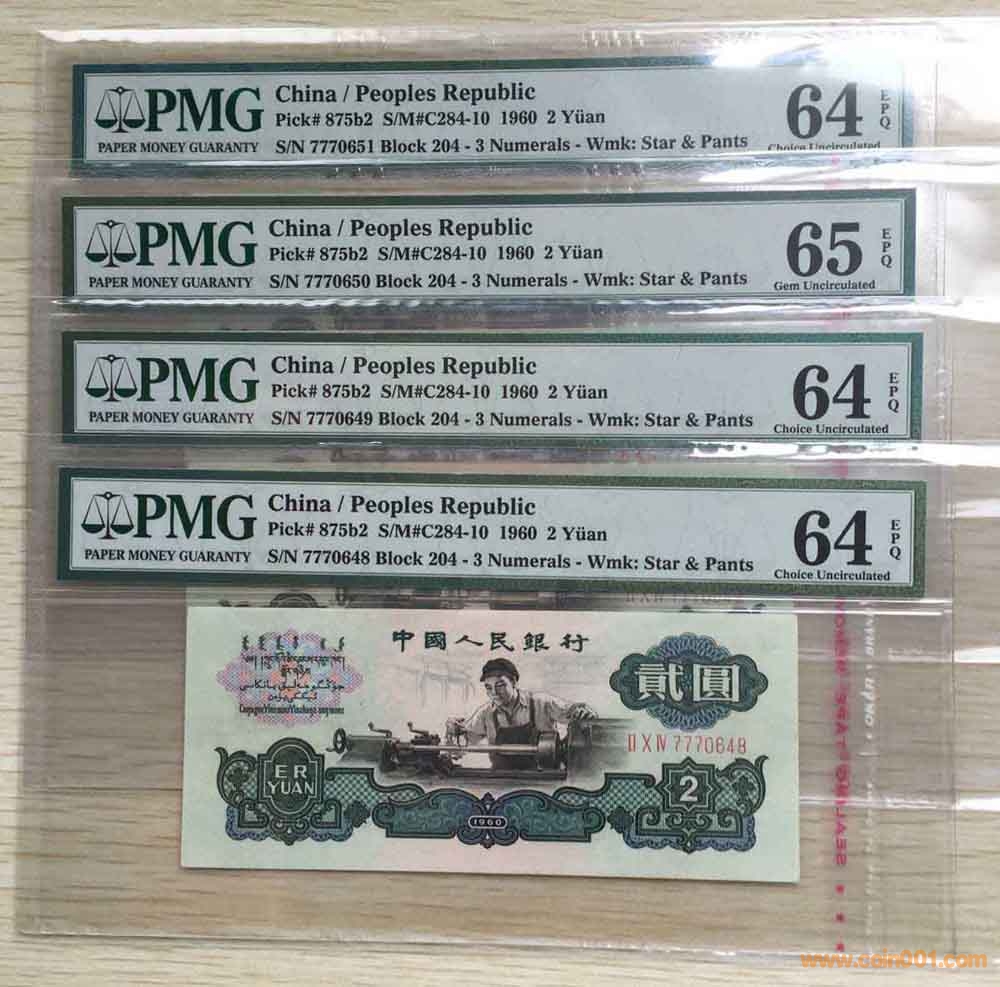 PMG
PAPER MONEY GUARANTY
China / Peoples Republic
Pick# 875b2 S/M#C284-10 1960 2 Yüan
S/N 7770651 Block 204 - 3 Numerals - Wmk: Star & Pants
64
EPQ
Choice Uncirculated
PMG
PAPER MONEY GUARANTY
China / Peoples Republic
Pick# 875b2 S/M#C284-10 1960 2 Yüan
S/N 7770650 Block 204 - 3 Numerals - Wmk: Star & Pants
65
EPQ
Gem Uncirculated
PMG
PAPER MONEY GUARANTY
China / Peoples Republic
Pick# 875b2 S/M#C284-10 1960 2 Yüan
S/N 7770649 Block 204 - 3 Numerals - Wmk: Star & Pants
64
EPQ
Choice Uncirculated
PMG
PAPER MONEY GUARANTY
China / Peoples Republic
Pick# 875b2 S/M#C284-10 1960 2 Yüan
S/N 7770648 Block 204 - 3 Numerals - Wmk: Star & Pants
64
EPQ
Choice Uncirculated
中國人民銀行
貳圓
II X IV 7770648
ER
YUAN
1960
2
www.coin001.com